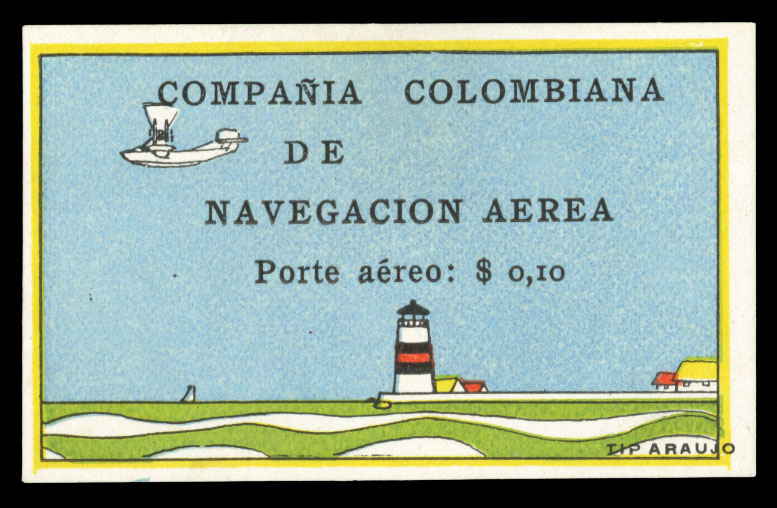 COMPAÑIA COLOMBIANA
DE
NAVEGACION AEREA
Porte aéreo: $ 0,10
TIP ARAUJO